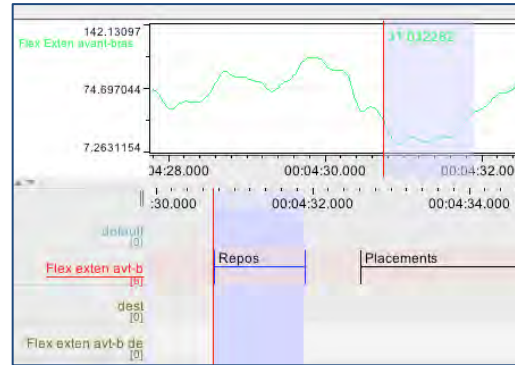 142.13097
Flex Exten avant-bras
74.697044
7.2631154
00:04:28.000 00:04:30.000 00:04:32.000
:30.000 00:04:32.000 00:04:34.000
default
[0]
Repos Placements
Flex exten avt-b
[6]
dest
[0]
Flex exten avt-b de
[0]